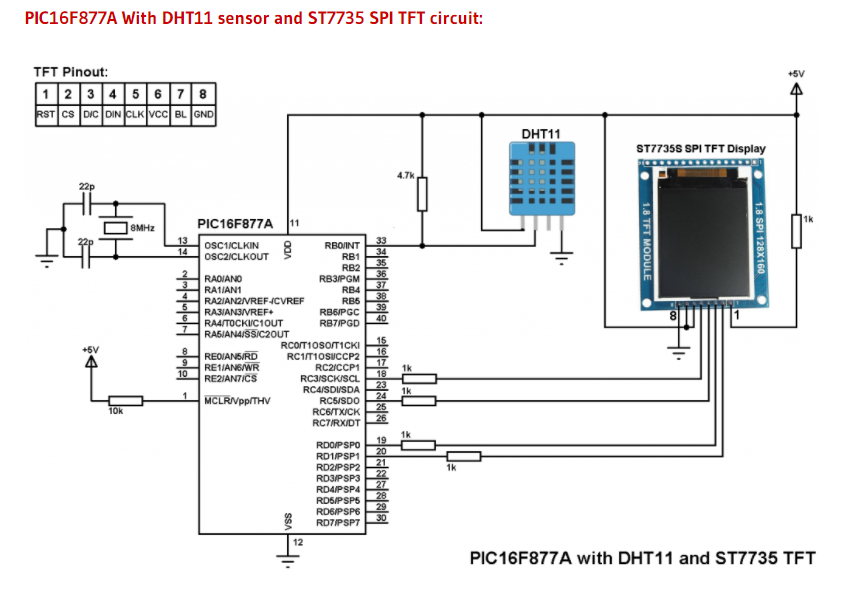 PIC16F877A With DHT11 sensor and ST7735 SPI TFT circuit:
TFT Pinout:
1 2 3 4 5 6 7 8
RST CS D/C DIN CLK VCC BL GND
+5V
DHT11
ST7735S SPI TFT Display
4.7k
22p
8MHz
22p
PIC16F877A
11
VDD
1.8 TFT MODULE
1.8 SPI 128X160
1k
8
1
13 OSC1/CLKIN
14 OSC2/CLKOUT
2 RA0/AN0
3 RA1/AN1
4 RA2/AN2/VREF-/CVREF
5 RA3/AN3/VREF+
6 RA4/T0CKI/C1OUT
7 RA5/AN4/SS/C2OUT
8 RE0/AN5/RD
9 RE1/AN6/WR
10 RE2/AN7/CS
1 MCLR/Vpp/THV
+5V
10k
RB0/INT 33
RB1 34
RB2 35
RB3/PGM 36
RB4 37
RB5 38
RB6/PGC 39
RB7/PGD 40
RC0/T1OSO/T1CKI 15
RC1/T1OSI/CCP2 16
RC2/CCP1 17
RC3/SCK/SCL 18
RC4/SDI/SDA 23
RC5/SDO 24
RC6/TX/CK 25
RC7/RX/DT 26
RD0/PSP0 19
RD1/PSP1 20
RD2/PSP2 21
RD3/PSP3 22
RD4/PSP4 27
RD5/PSP5 28
RD6/PSP6 29
RD7/PSP7 30
1k
1k
1k
1k
VSS
12
PIC16F877A with DHT11 and ST7735 TFT